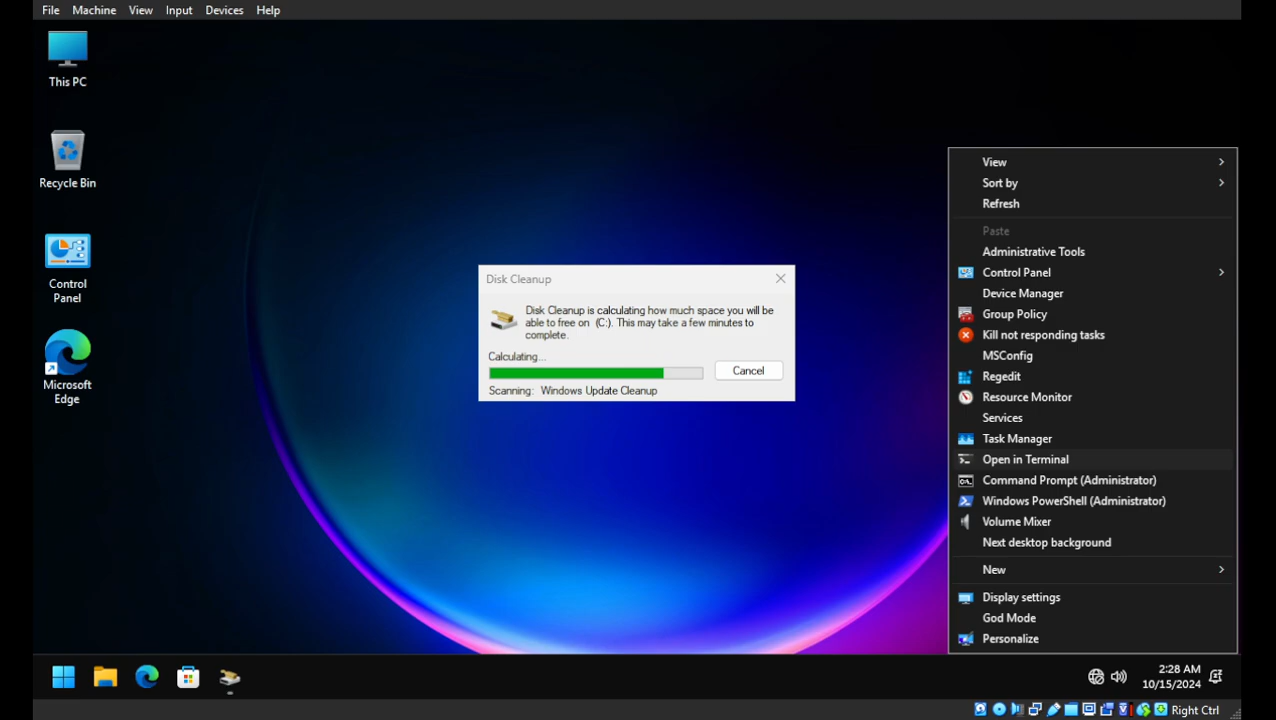 File Machine View Input Devices Help
This PC
Recycle Bin
Control
Panel
Microsoft
Edge
Disk Cleanup
Disk Cleanup is calculating how much space you will be
able to free on (C:). This may take a few minutes to
complete.
Calculating...
Cancel
Scanning: Windows Update Cleanup
View
Sort by
Refresh
Paste
Administrative Tools
Control Panel
Device Manager
Group Policy
Kill not responding tasks
MSConfig
Regedit
Resource Monitor
Services
Task Manager
Open in Terminal
Command Prompt (Administrator)
Windows PowerShell (Administrator)
Volume Mixer
Next desktop background
New
Display settings
God Mode
Personalize
2:28 AM
10/15/2024
Right Ctrl